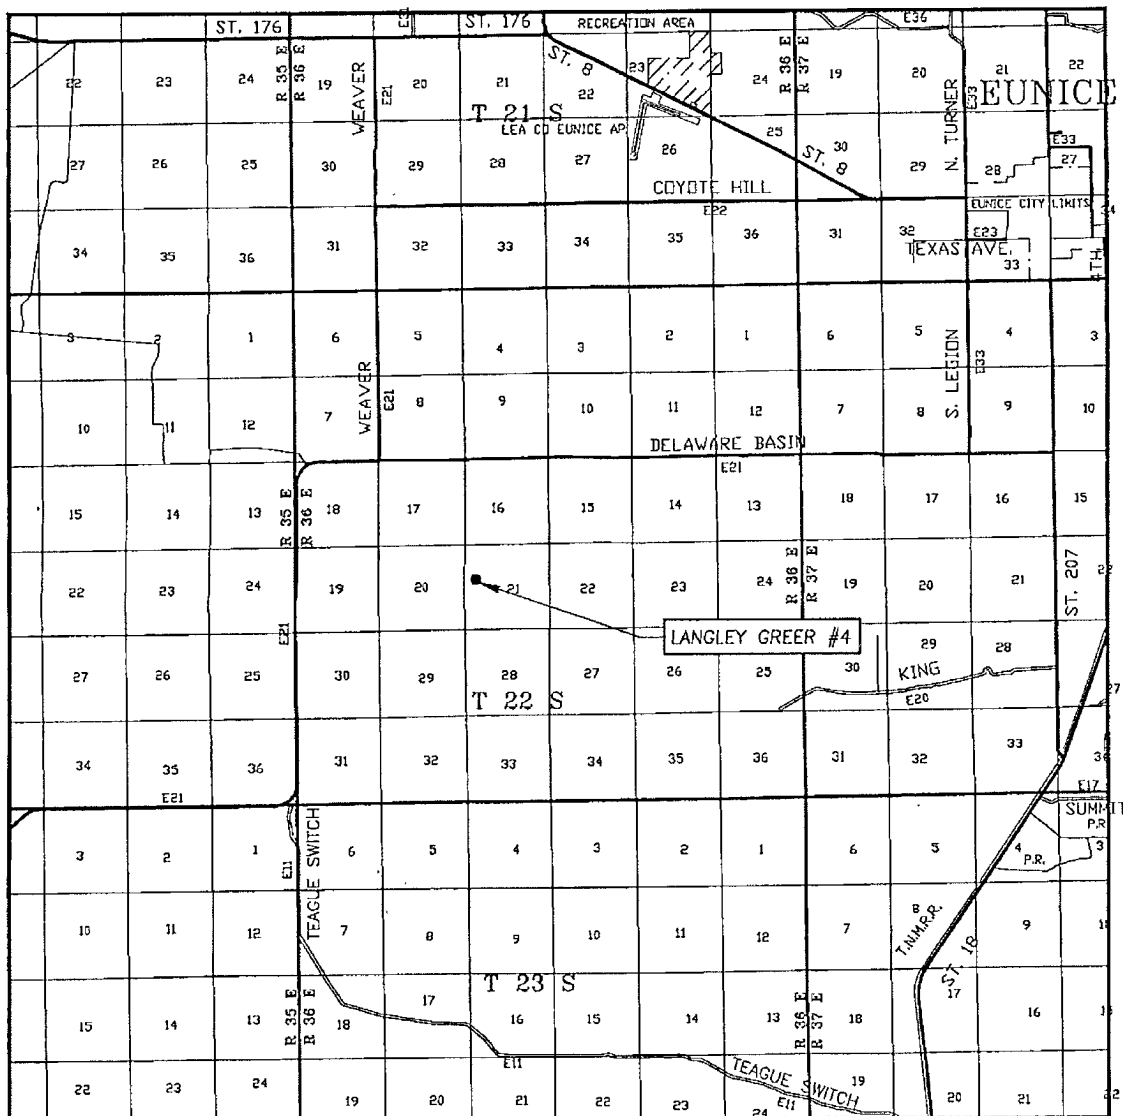 ST. 176 ST. 176 RECREATION AREA E36
E31
R 35 E R 36 E
R 36 E R 37 E
22 23 24 19 20 21 22 23 24 19 20 21 22
ST. 8
WEAVER
E21
N. TURNER
E33
EUNICE
T 21 S
LEA CO EUNICE AP
25
27 26 25 30 29 28 27 26 30 29 28 27
ST. 8
E33
COYOTE HILL
E22
EUNICE CITY LIMITS
34 35 36 31 32 33 34 35 36 31 32 33 34
E23
TEXAS AVE.
4TH
3 2 1 6 5 4 3 2 1 6 5 4 3
WEAVER
E21
S. LEGION
E33
10 11 12 7 8 9 10 11 12 7 8 9 10
DELAWARE BASIN
E21
15 14 13 18 17 16 15 14 13 18 17 16 15
R 35 E R 36 E
R 36 E R 37 E
22 23 24 19 20 21 22 23 24 19 20 21 22
ST. 207
E21
LANGLEY GREER #4
27 26 25 30 29 28 27 26 25 30 29 28 27
KING
E20
T 22 S
34 35 36 31 32 33 34 35 36 31 32 33
E21
E17
SUMMIT
P.R.
3 2 1 6 5 4 3 2 1 6 5 4 3
P.R.
E11
TEAGUE SWITCH
10 11 12 7 8 9 10 11 12 7 8 9
T.N.M.R.R.
ST. 18
T 23 S
15 14 13 18 17 16 15 14 13 18 17 16
R 35 E R 36 E
R 36 E R 37 E
E11
TEAGUE SWITCH
E11
22 23 24 19 20 21 22 23 24 19 20 21 22